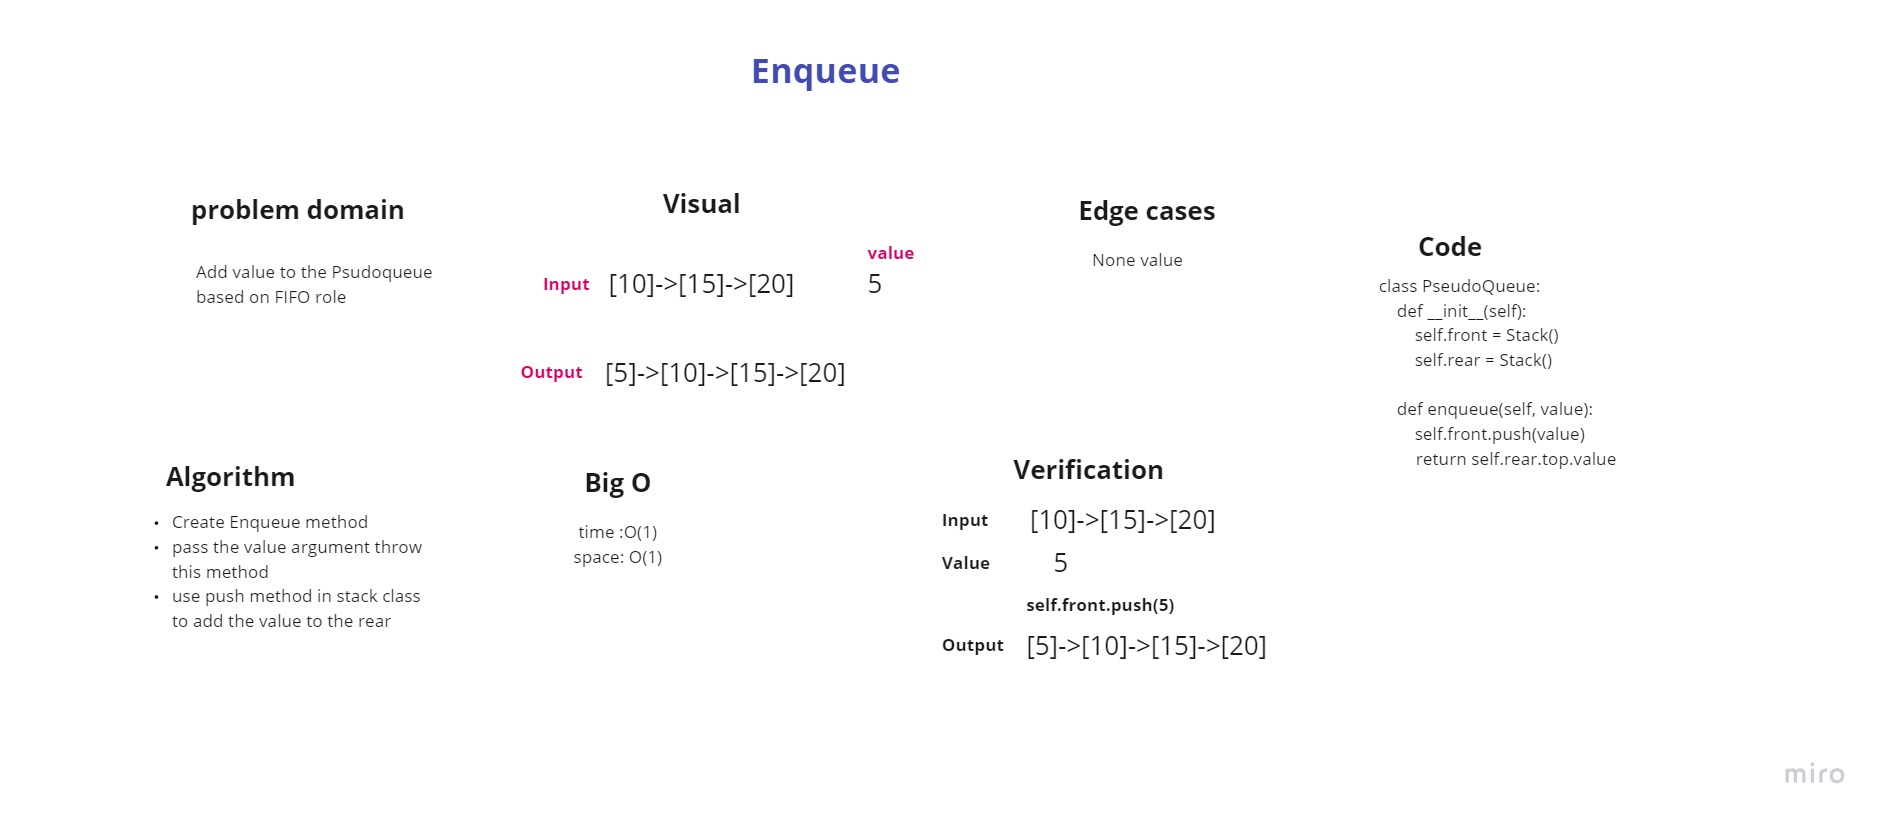 Enqueue
problem domain
Add value to the Psudoqueue
based on FIFO role
Visual
value
Input [10]->[15]->[20] 5
Output [5]->[10]->[15]->[20]
Edge cases
None value
Code
class PseudoQueue:
def __init__(self):
self.front = Stack()
self.rear = Stack()
def enqueue(self, value):
self.front.push(value)
return self.rear.top.value
Algorithm
• Create Enqueue method
• pass the value argument throw
this method
• use push method in stack class
to add the value to the rear
Big O
time :O(1)
space: O(1)
Verification
Input [10]->[15]->[20]
Value 5
self.front.push(5)
Output [5]->[10]->[15]->[20]
miro